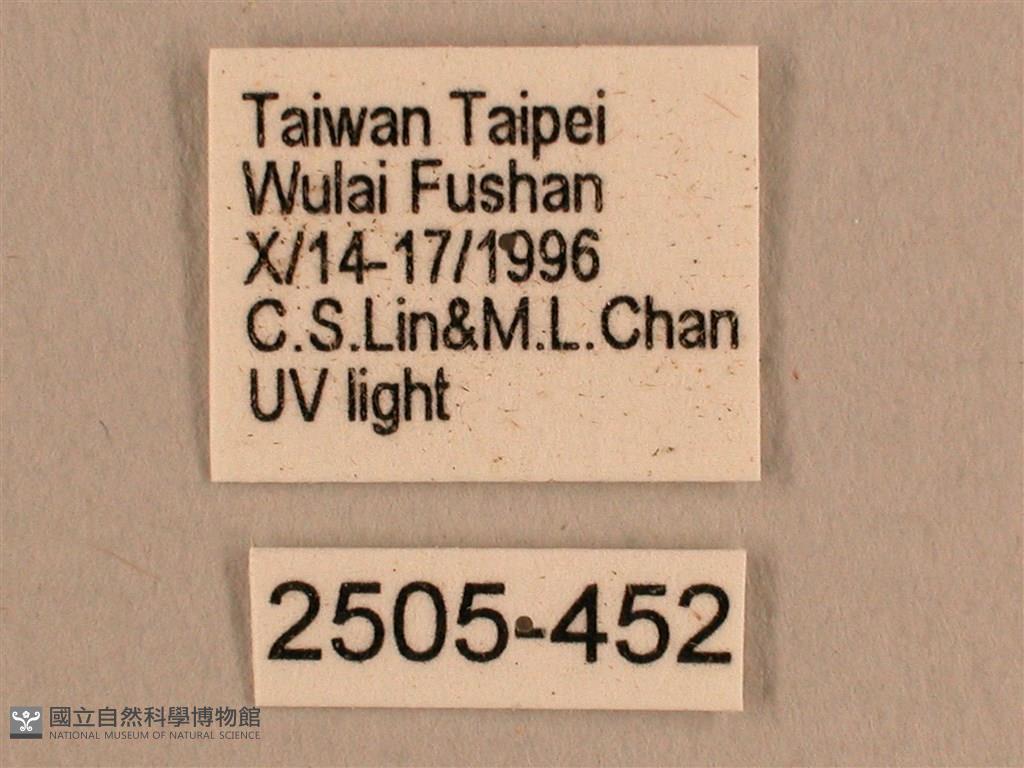 Taiwan Taipei
Wulai Fushan
X/14-17/1996
C.S.Lin&M.L.Chan
UV light
2505-452
國立自然科學博物館
NATIONAL MUSEUM OF NATURAL SCIENCE